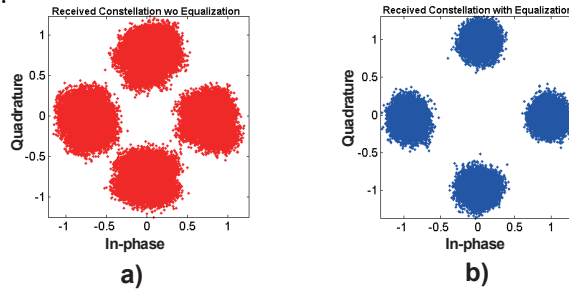 Received Constellation wo Equalization
1
0.5
0
-0.5
-1
Quadrature
-1 -0.5 0 0.5 1
In-phase
a)
Received Constellation with Equalization
1
0.5
0
-0.5
-1
Quadrature
-1 -0.5 0 0.5 1
In-phase
b)